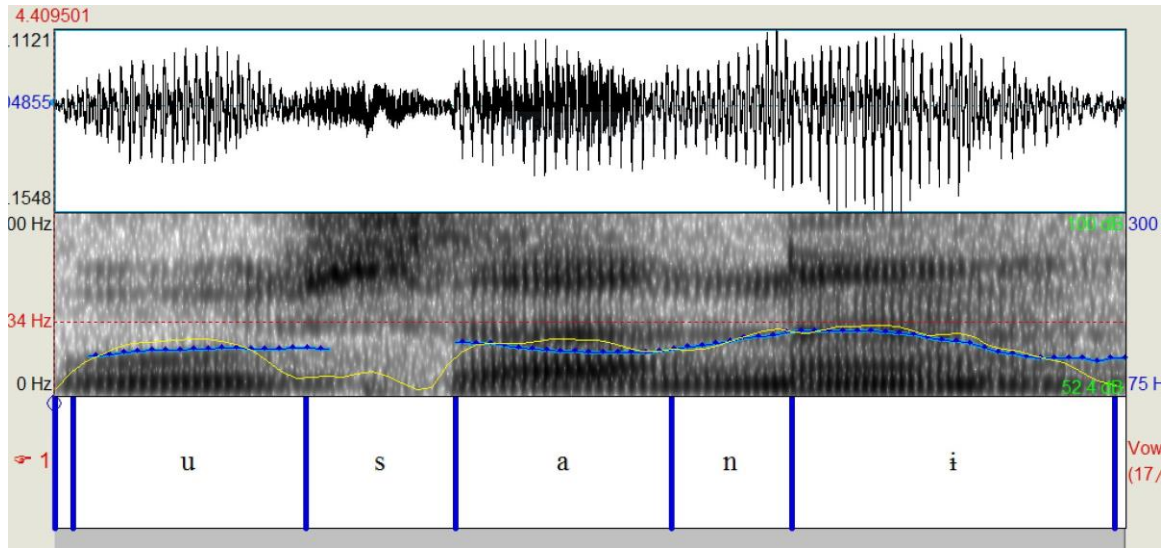 4.409501
.1121
04855
.1548
00 Hz 100 dB 300
34 Hz
0 Hz 52.4 dB 75 H
☞ 1 u s a n ɨ Vow
(17/